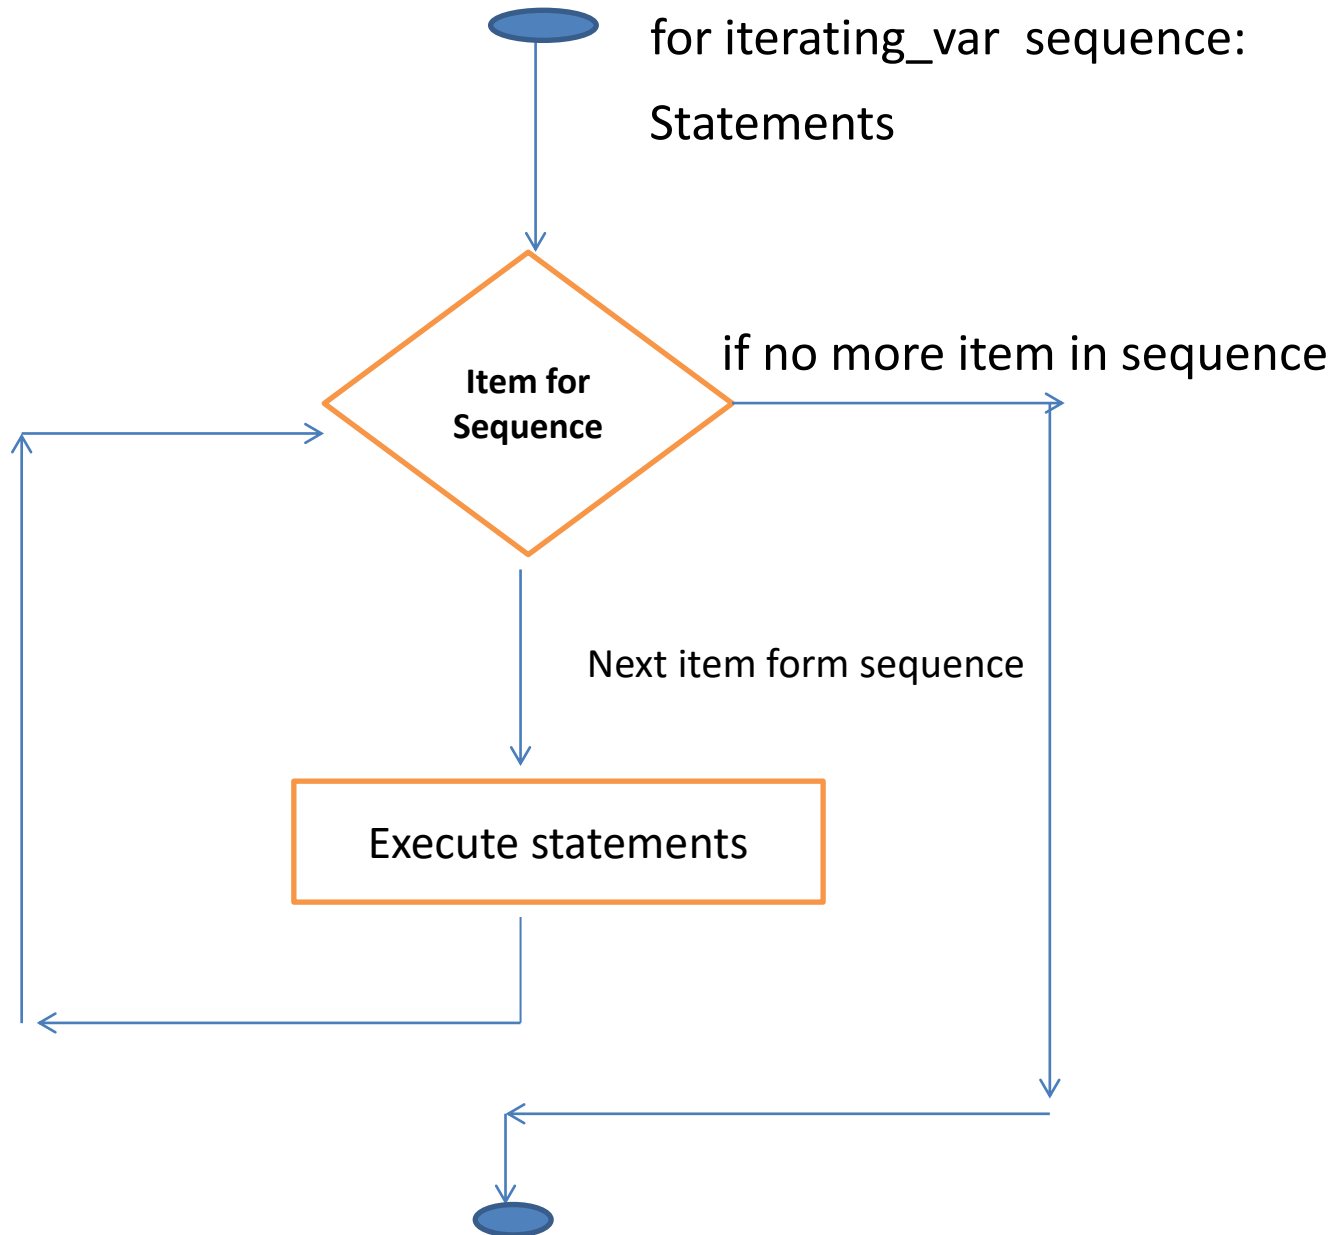 for iterating_var  sequence:
Statements
if no more item in sequence
Item for
Sequence
Next item form sequence
Execute statements